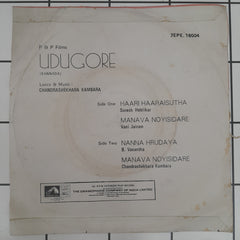 7EPE. 16004
P & P Films
UDUGORE
(KANNADA)
Lyrics & Music :
CHANDRASHEKHARA KAMBARA
Side One HAARI HAARAISUTHA
Suresh Heblikar
MANAVA NOYISIDARE
Vani Jairam
Side Two NANNA HRUDAYA
B. Vasantha
MANAVA NOYISIDARE
Chandrashekhara Kambara
THE GRAMOPHONE COMPANY OF INDIA LIMITED